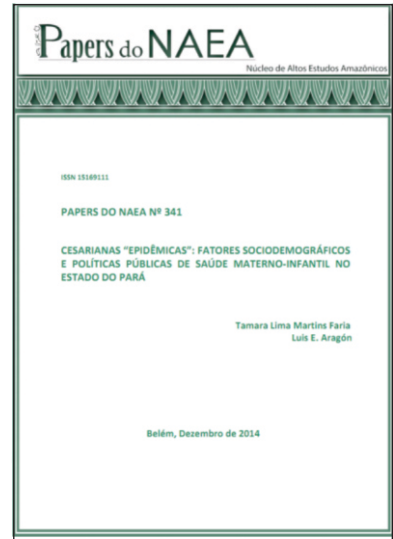 Papers do NAEA
Núcleo de Altos Estudos Amazônicos
ISSN 15169111
PAPERS DO NAEA Nº 341
CESARIANAS "EPIDÊMICAS": FATORES SOCIODEMOGRÁFICOS
E POLÍTICAS PÚBLICAS DE SAÚDE MATERNO-INFANTIL NO
ESTADO DO PARÁ
Tamara Lima Martins Faria
Luis E. Aragón
Belém, Dezembro de 2014